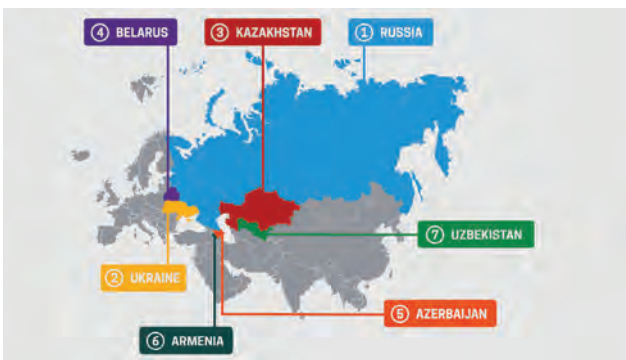 4 BELARUS
3 KAZAKHSTAN
1 RUSSIA
7 UZBEKISTAN
2 UKRAINE
5 AZERBAIJAN
6 ARMENIA